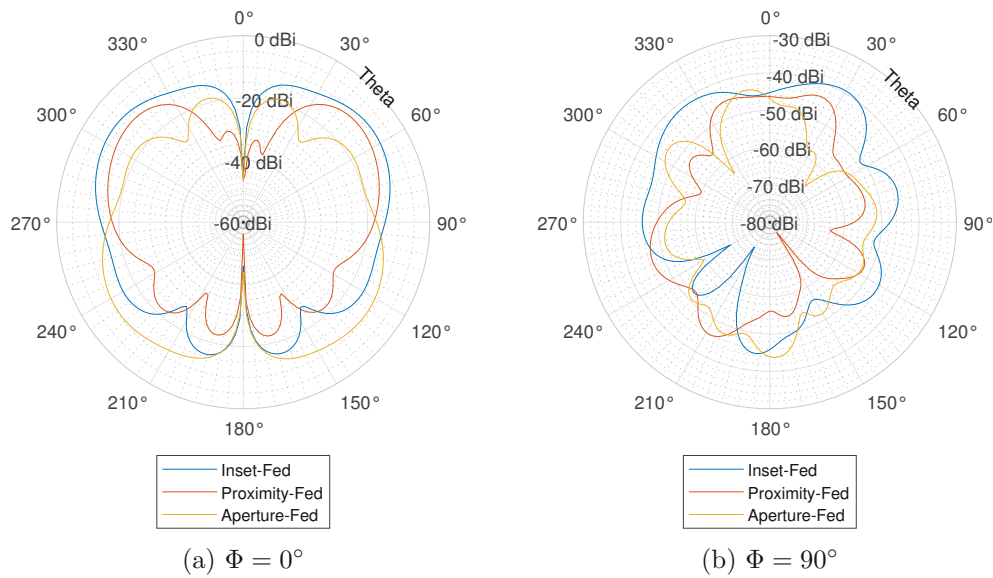 0°
30°
60°
90°
120°
150°
180°
210°
240°
270°
300°
330°
0 dBi
-20 dBi
-40 dBi
-60 dBi
Theta
Inset-Fed
Proximity-Fed
Aperture-Fed
(a) Φ = 0°
0°
30°
60°
90°
120°
150°
180°
210°
240°
270°
300°
330°
-30 dBi
-40 dBi
-50 dBi
-60 dBi
-70 dBi
-80 dBi
Theta
Inset-Fed
Proximity-Fed
Aperture-Fed
(b) Φ = 90°